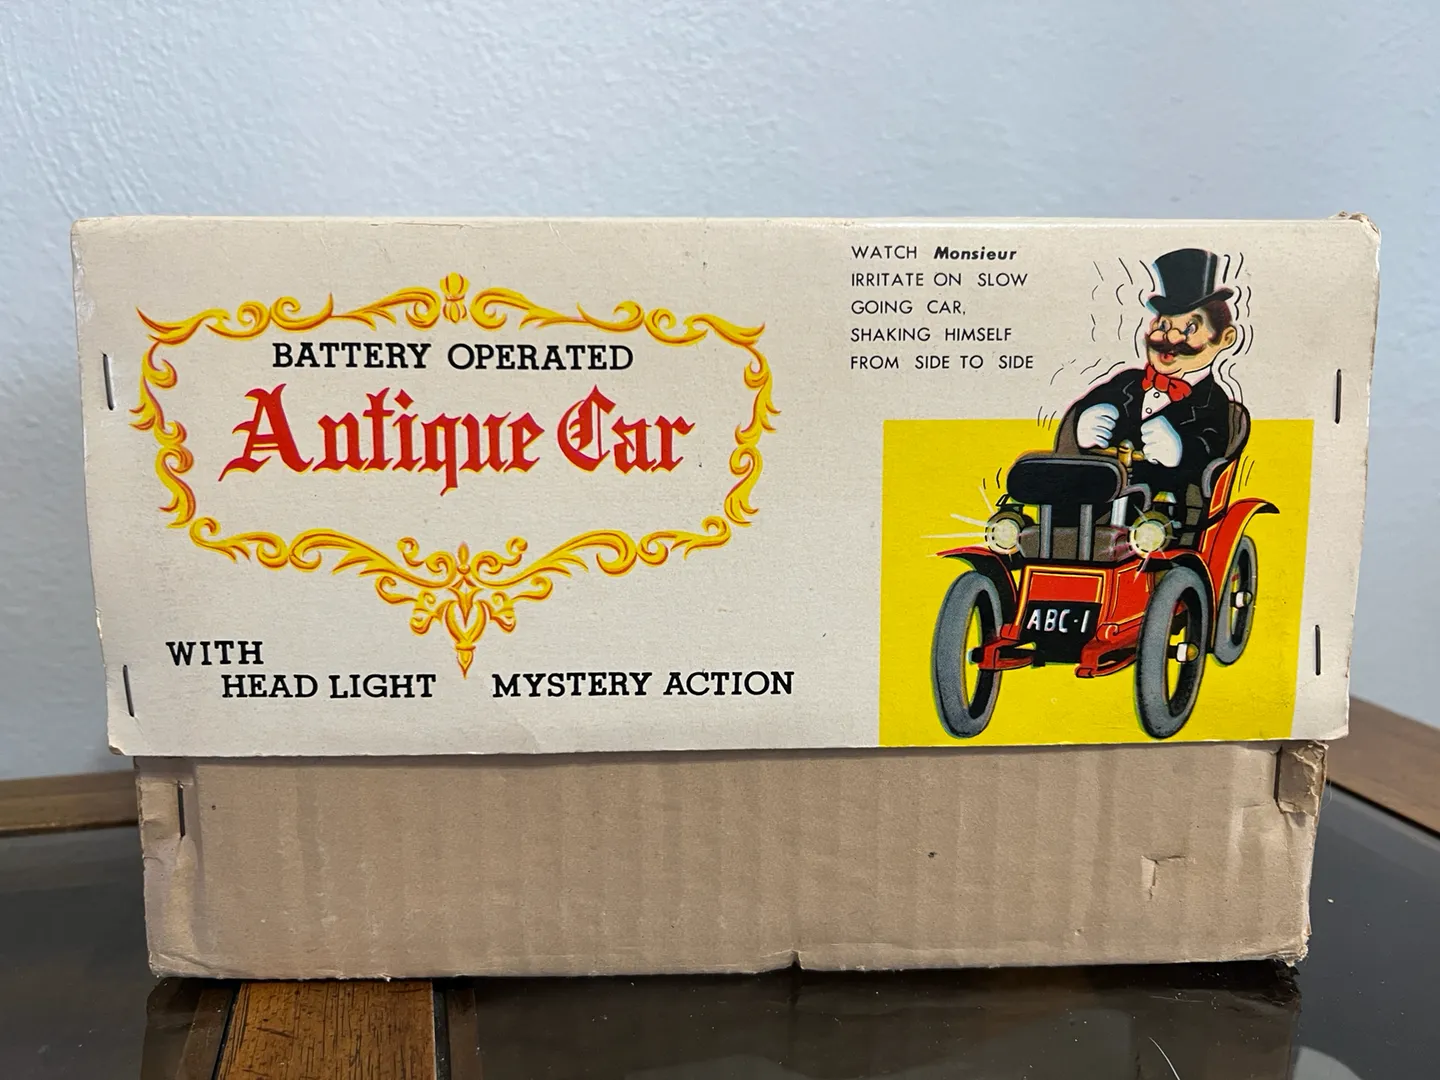 BATTERY OPERATED
Antique Car
WITH
HEAD LIGHT MYSTERY ACTION
WATCH Monsieur
IRRITATE ON SLOW
GOING CAR,
SHAKING HIMSELF
FROM SIDE TO SIDE
ABC·1